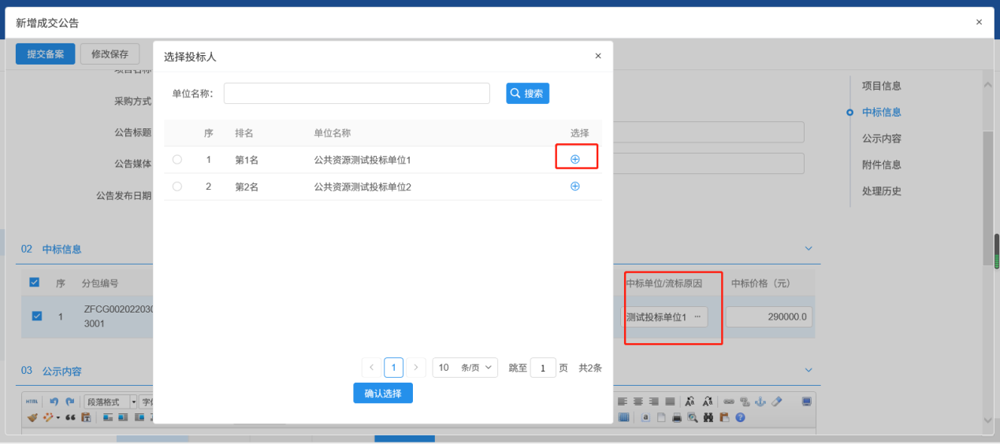 新增成交公告 ×
提交备案 修改保存
选择投标人 ×
单位名称: 搜索
序 排名 单位名称 选择
1 第1名 公共资源测试投标单位1
2 第2名 公共资源测试投标单位2
1 10 条/页 跳至 1 页 共2条
确认选择
项目名称
采购方式
公告标题
公告媒体
公告发布日期
项目信息
中标信息
公示内容
附件信息
处理历史
02 中标信息
序 分包编号 中标单位/流标原因 中标价格（元）
1 ZFCG002022030
3001
测试投标单位1 ··· 290000.0
03 公示内容
HTML 段落格式